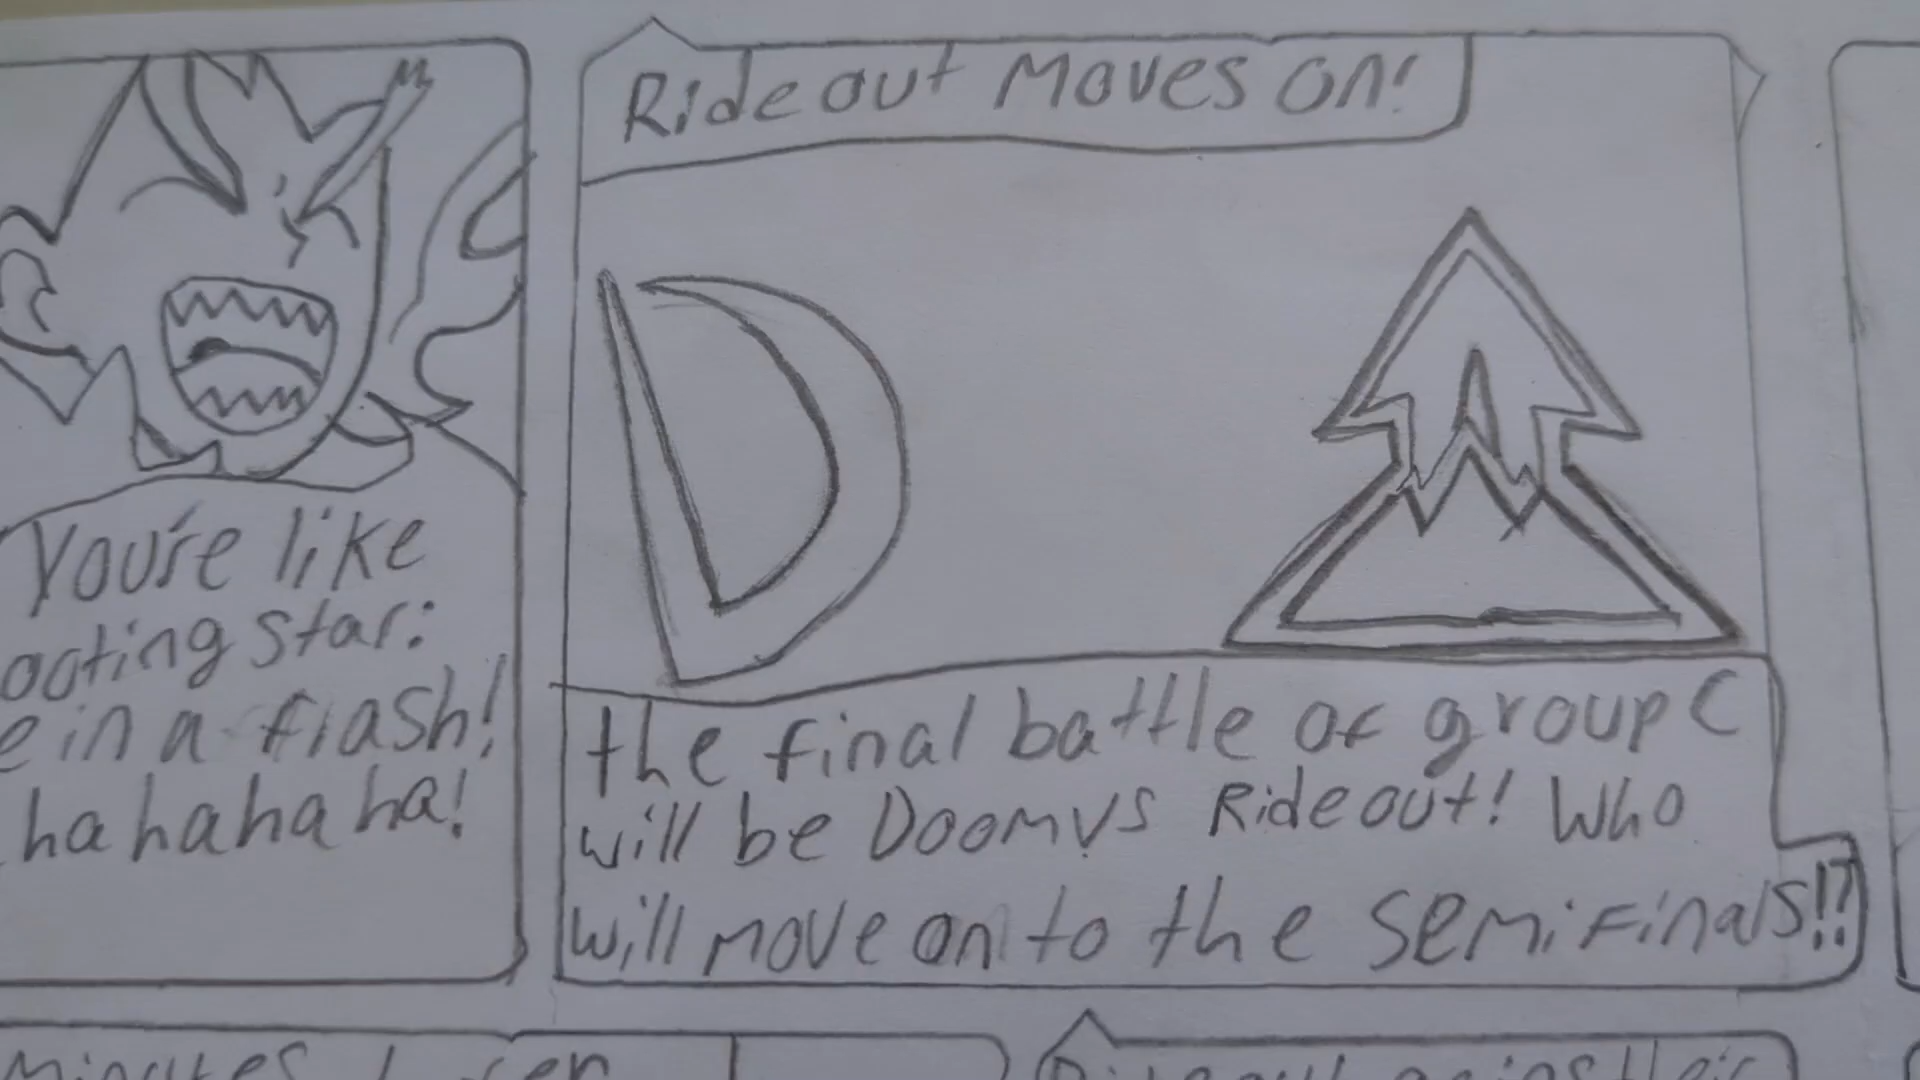 You're like
ooting star:
e in a flash!
hahahaha!
Rideout Moves on!
D
the final battle of group C
will be Doom VS Rideout! Who
will move on to the semifinals!?
Minutes